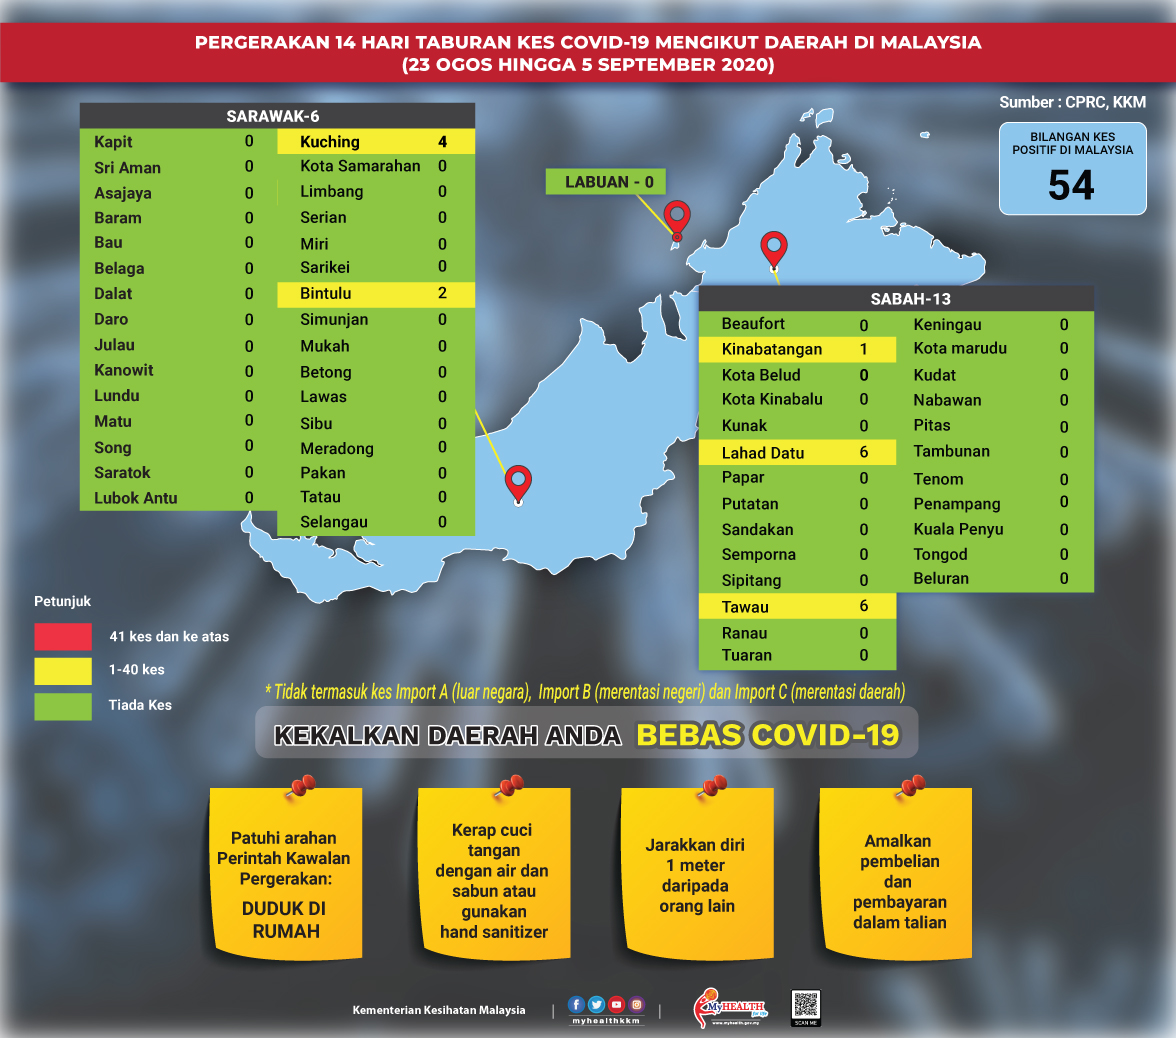 PERGERAKAN 14 HARI TABURAN KES COVID-19 MENGIKUT DAERAH DI MALAYSIA
(23 OGOS HINGGA 5 SEPTEMBER 2020)
Sumber : CPRC, KKM
BILANGAN KES
POSITIF DI MALAYSIA
54
SARAWAK-6
Kapit 0 Kuching 4
Sri Aman 0 Kota Samarahan 0
Asajaya 0 Limbang 0
Baram 0 Serian 0
Bau 0 Miri 0
Belaga 0 Sarikei 0
Dalat 0 Bintulu 2
Daro 0 Simunjan 0
Julau 0 Mukah 0
Kanowit 0 Betong 0
Lundu 0 Lawas 0
Matu 0 Sibu 0
Song 0 Meradong 0
Saratok 0 Pakan 0
Lubok Antu 0 Tatau 0
Selangau 0
LABUAN - 0
SABAH-13
Beaufort 0 Keningau 0
Kinabatangan 1 Kota marudu 0
Kota Belud 0 Kudat 0
Kota Kinabalu 0 Nabawan 0
Kunak 0 Pitas 0
Lahad Datu 6 Tambunan 0
Papar 0 Tenom 0
Putatan 0 Penampang 0
Sandakan 0 Kuala Penyu 0
Semporna 0 Tongod 0
Sipitang 0 Beluran 0
Tawau 6
Ranau 0
Tuaran 0
Petunjuk
41 kes dan ke atas
1-40 kes
Tiada Kes
* Tidak termasuk kes Import A (luar negara), Import B (merentasi negeri) dan Import C (merentasi daerah)
KEKALKAN DAERAH ANDA BEBAS COVID-19
Patuhi arahan
Perintah Kawalan
Pergerakan:
DUDUK DI
RUMAH
Kerap cuci
tangan
dengan air dan
sabun atau
gunakan
hand sanitizer
Jarakkan diri
1 meter
daripada
orang lain
Amalkan
pembelian
dan
pembayaran
dalam talian
Kementerian Kesihatan Malaysia
myhealthkkm
MyHEALTH
for life
www.myhealth.gov.my
SCAN ME